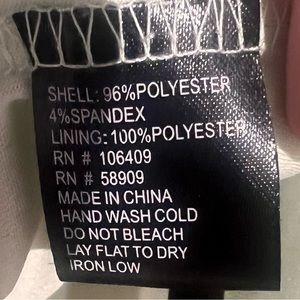 SHELL: 96%POLYESTER
4%SPANDEX
LINING: 100%POLYESTER
RN # 106409
RN # 58909
MADE IN CHINA
HAND WASH COLD
DO NOT BLEACH
LAY FLAT TO DRY
IRON LOW